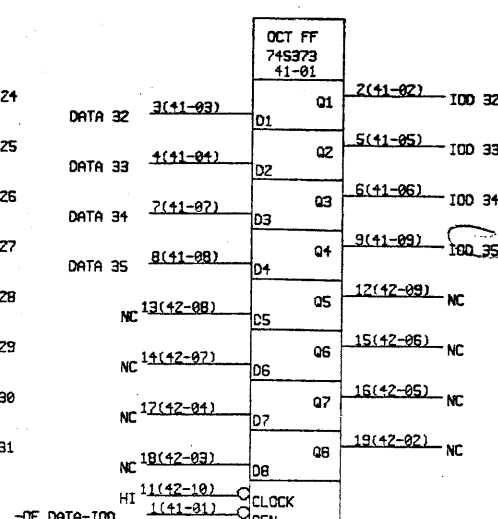 OCT FF
74S373
41-01
24 DATA 32 3(41-03) D1 Q1 2(41-02) IOD 32
25 DATA 33 4(41-04) D2 Q2 5(41-05) IOD 33
26 DATA 34 7(41-07) D3 Q3 6(41-06) IOD 34
27 DATA 35 8(41-08) D4 Q4 9(41-09) IOD 35
28 NC 13(42-08) D5 Q5 12(42-09) NC
29 NC 14(42-07) D6 Q6 15(42-06) NC
30 NC 17(42-04) D7 Q7 16(42-05) NC
31 NC 18(42-03) D8 Q8 19(42-02) NC
HI 11(42-10) CLOCK
-OE DATA-IOD 1(41-01)